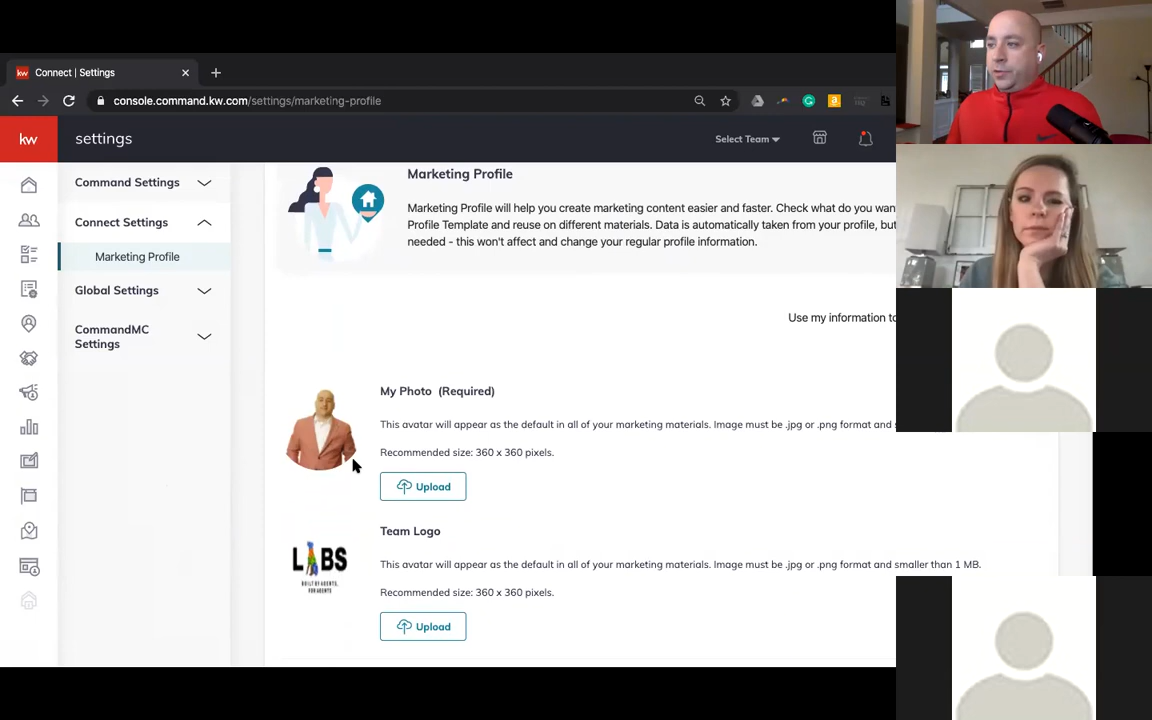 Connect | Settings
console.command.kw.com/settings/marketing-profile
kw
settings
Select Team
Command Settings
Connect Settings
Marketing Profile
Global Settings
CommandMC
Settings
Marketing Profile
Marketing Profile will help you create marketing content easier and faster. Check what do you wan
Profile Template and reuse on different materials. Data is automatically taken from your profile, but
needed - this won't affect and change your regular profile information.
Use my information to
My Photo (Required)
This avatar will appear as the default in all of your marketing materials. Image must be .jpg or .png format and s
Recommended size: 360 x 360 pixels.
Upload
LABS
BUILT BY AGENTS,
FOR AGENTS
Team Logo
This avatar will appear as the default in all of your marketing materials. Image must be .jpg or .png format and smaller than 1 MB.
Recommended size: 360 x 360 pixels.
Upload